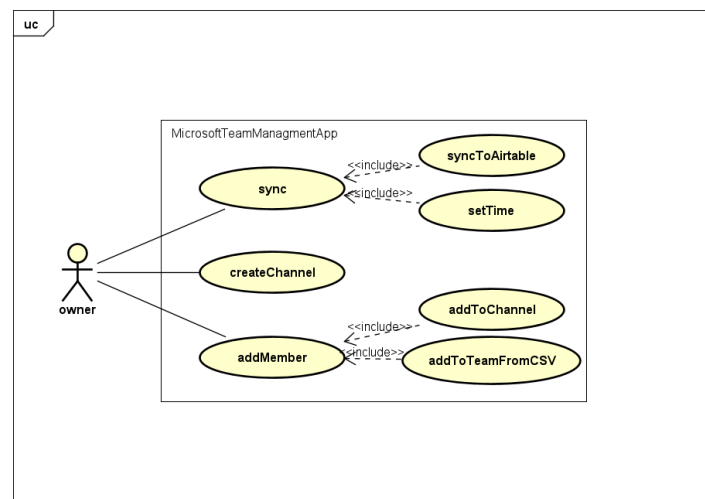 uc
MicrosoftTeamManagmentApp
syncToAirtable
<<include>>
sync
<<include>>
setTime
createChannel
owner
addToChannel
<<include>>
addMember
<<include>>
addToTeamFromCSV